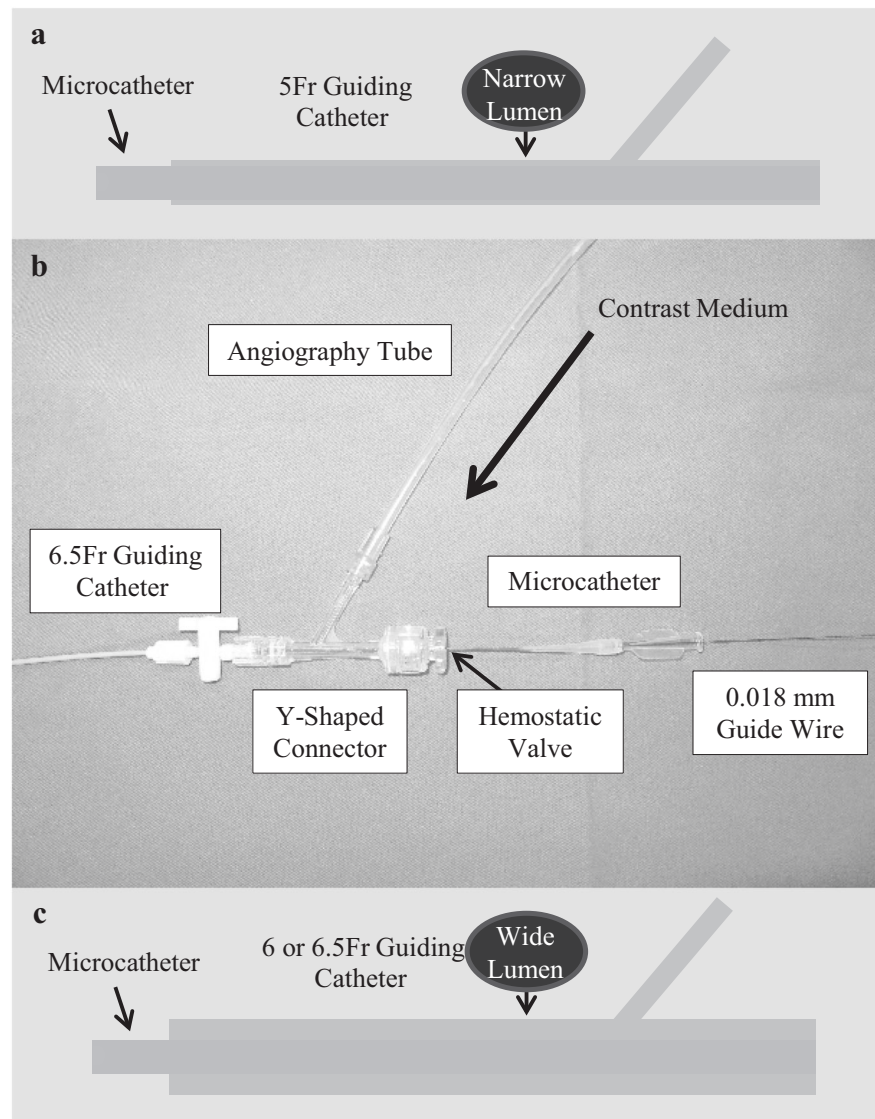 a
Microcatheter
5Fr Guiding
Catheter
Narrow
Lumen
b
Contrast Medium
Angiography Tube
6.5Fr Guiding
Catheter
Microcatheter
Y-Shaped
Connector
Hemostatic
Valve
0.018 mm
Guide Wire
c
Microcatheter
6 or 6.5Fr Guiding
Catheter
Wide
Lumen